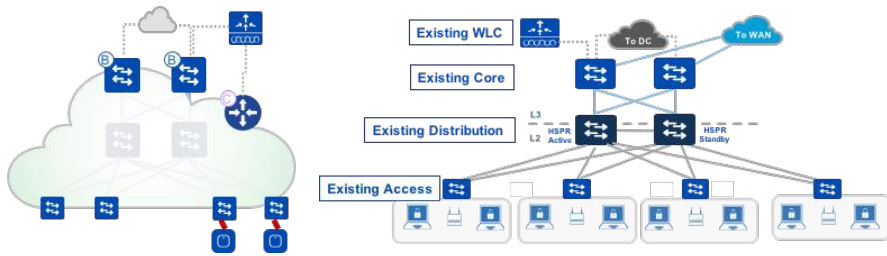 B
B
C
Existing WLC
To DC
To WAN
Existing Core
L3
Existing Distribution
L2
HSPR
Active
HSPR
Standby
Existing Access